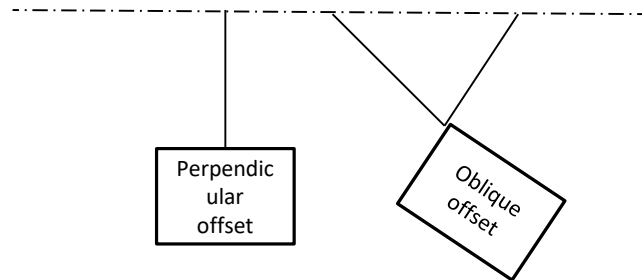 Perpendic
ular
offset
Oblique
offset